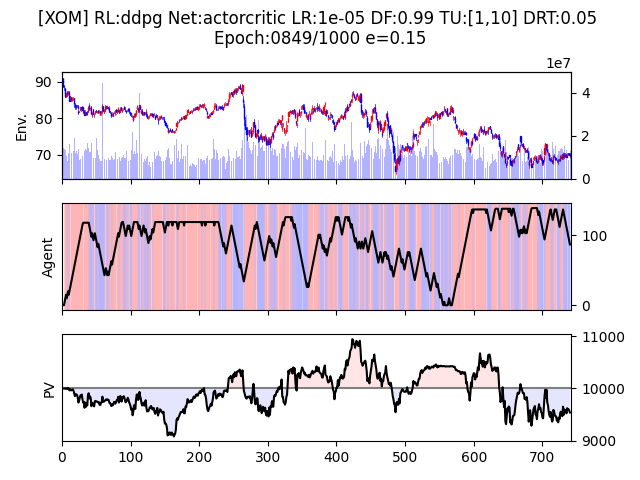 [XOM] RL:ddpg Net:actorcritic LR:1e-05 DF:0.99 TU:[1,10] DRT:0.05
Epoch:0849/1000 e=0.15
1e7
90
80
70
Env.
4
2
0
Agent
100
0
PV
11000
10000
9000
0 100 200 300 400 500 600 700